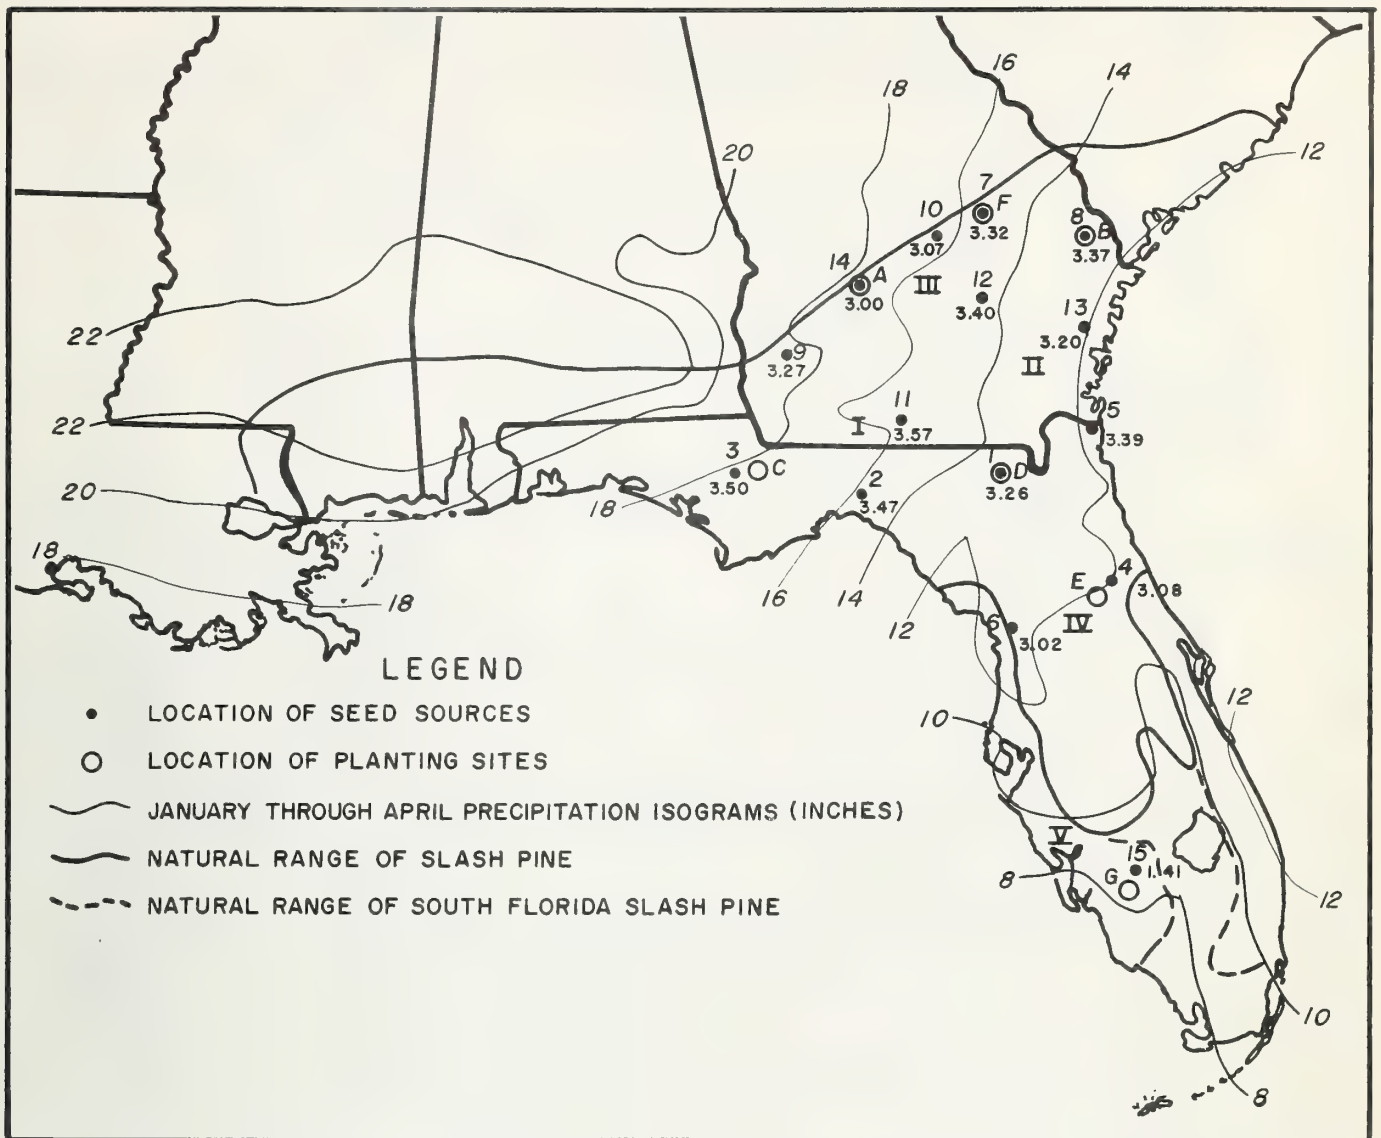 16
14
18
20
12
7
F
3.32
10
3.07
8
B
3.37
14
A
3.00
III
12
3.40
13
3.20
22
9
3.27
II
11
3.57
I
5
3.39
22
3
C
3.50
1
D
3.26
2
3.47
20
18
18
18
16
14
12
E
4
3.08
IV
6
3.02
10
12
LEGEND
LOCATION OF SEED SOURCES
LOCATION OF PLANTING SITES
JANUARY THROUGH APRIL PRECIPITATION ISOGRAMS (INCHES)
NATURAL RANGE OF SLASH PINE
NATURAL RANGE OF SOUTH FLORIDA SLASH PINE
V
15
1.41
G
8
12
10
8